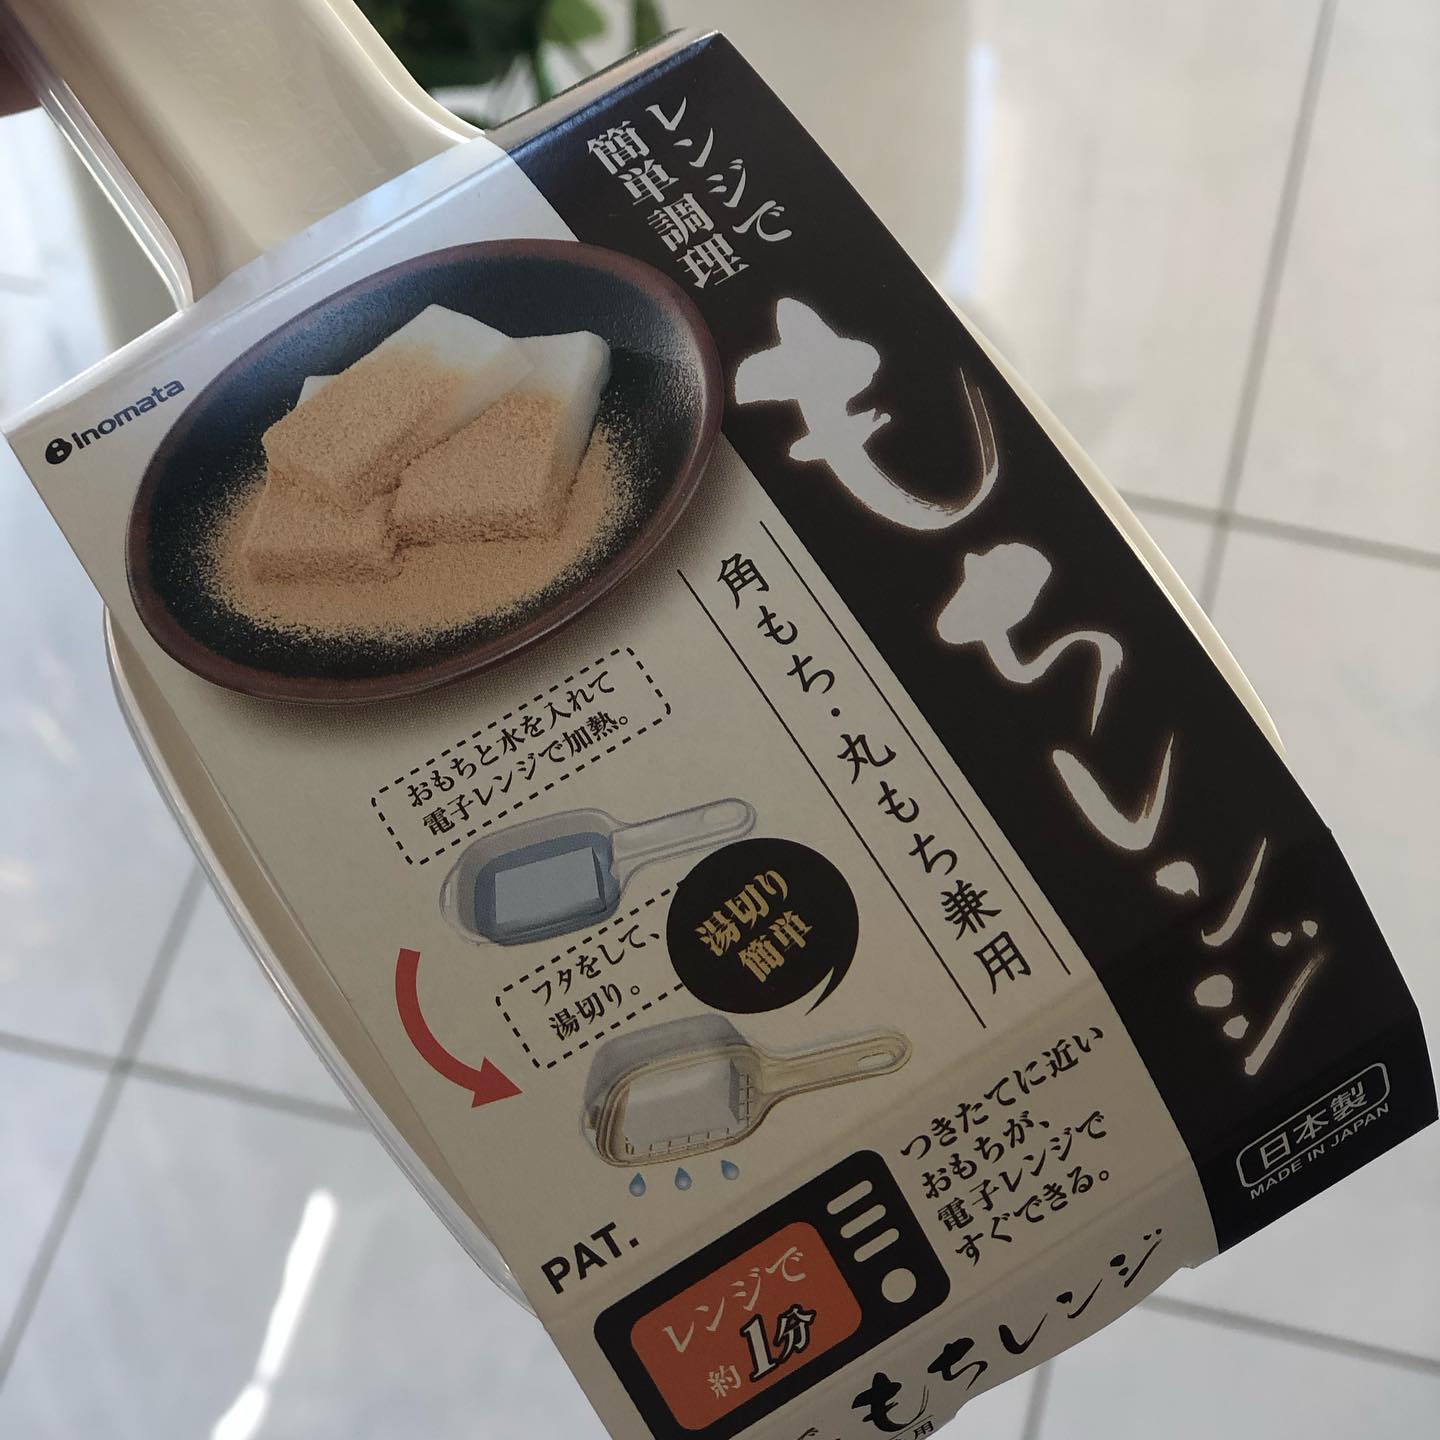 レンジで
簡単調理
もちレンジ
inomata
角もち・丸もち兼用
おもちと水を入れて
電子レンジで加熱。
湯切り
簡単
フタをして、
湯切り。
つきたてに近い
おもちが、
電子レンジで
すぐできる。
日本製
MADE IN JAPAN
PAT.
レンジで
約1分
もちレンジ